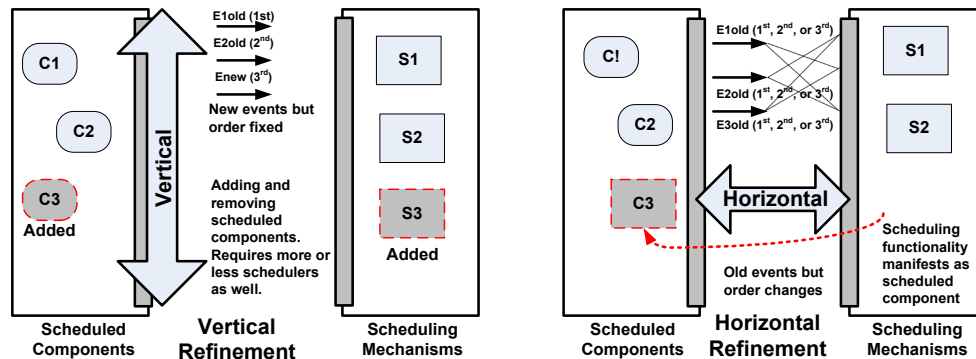 E1old (1st)
E2old (2nd)
Enew (3rd)
New events but
order fixed
C1
C2
C3
Added
Vertical
Adding and
removing
scheduled
components.
Requires more or
less schedulers
as well.
S1
S2
S3
Added
Scheduled
Components
Vertical
Refinement
Scheduling
Mechanisms
E1old (1st, 2nd, or 3rd)
E2old (1st, 2nd, or 3rd)
E3old (1st, 2nd, or 3rd)
C!
C2
C3
Horizontal
Old events but
order changes
S1
S2
Scheduling
functionality
manifests as
scheduled
component
Scheduled
Components
Horizontal
Refinement
Scheduling
Mechanisms